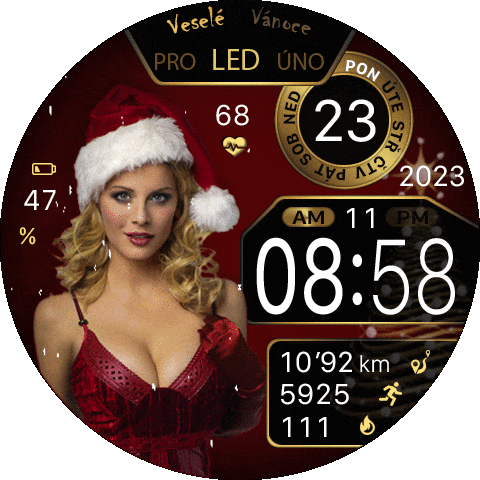 Veselé Vánoce
PRO LED ÚNO
PON ÚTE STŘ ČTV PÁT SOB NED
23
68
2023
47
%
AM 11 PM
08:58
10’92 km
5925
111